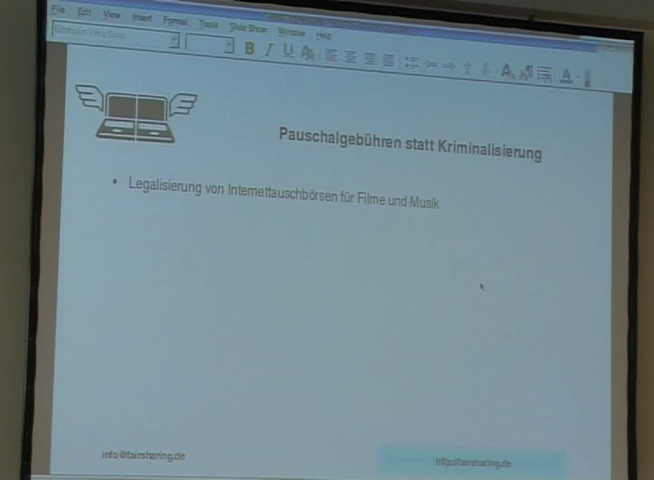 File Edit View Insert Format Tools Slide Show Window Help
Bitstream Vera Sans
B I U
Pauschalgebühren statt Kriminalisierung
• Legalisierung von Internettauschbörsen für Filme und Musik
info@fairsharing.de
http://fairsharing.de